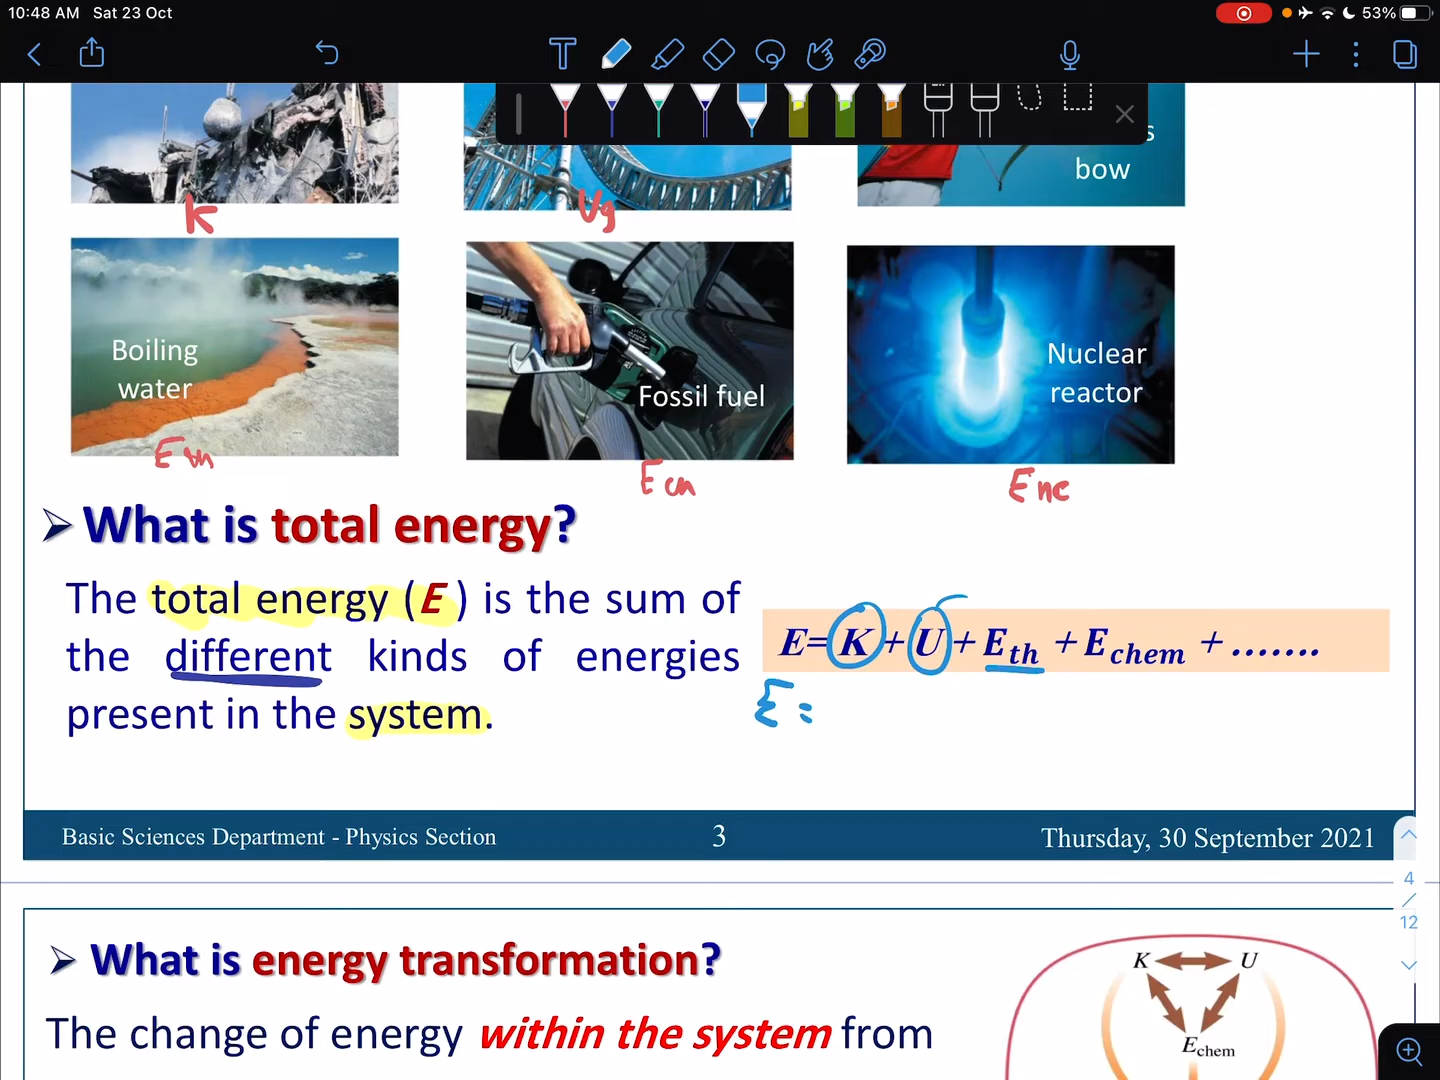 10:48 AM Sat 23 Oct
53%
s
bow
K
Ug
Boiling
water
Fossil fuel
Nuclear
reactor
Eth
Ech
Enc
➢ What is total energy?
The total energy (E ) is the sum of
the different kinds of energies
present in the system.
E= K + U + Eth + Echem + .......
E =
Basic Sciences Department - Physics Section
3
Thursday, 30 September 2021
4
/
12
➢ What is energy transformation?
The change of energy within the system from
K
U
Echem